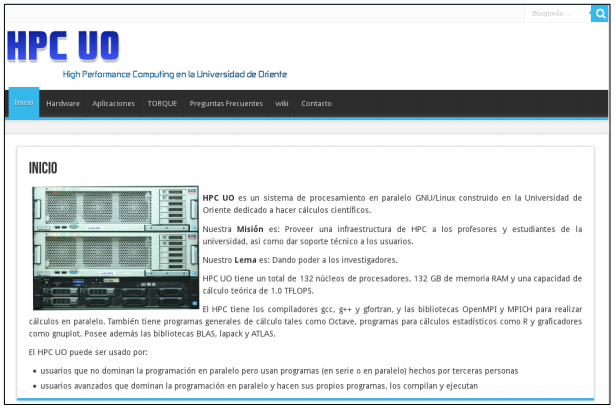 Busqueda ...
HPC UO
High Performance Computing en la Universidad de Oriente
Inicio Hardware Aplicaciones TORQUE Preguntas Frecuentes wiki Contacto
INICIO
HPC UO es un sistema de procesamiento en paralelo GNU/Linux construido en la Universidad de
Oriente dedicado a hacer cálculos científicos.
Nuestra Misión es: Proveer una infraestructura de HPC a los profesores y estudiantes de la
universidad, asi como dar soporte técnico a los usuarios.
Nuestro Lema es: Dando poder a los investigadores.
HPC UO tiene un total de 132 núcleos de procesadores, 132 GB de memoria RAM y una capacidad de
cálculo teórica de 1.0 TFLOPS.
El HPC tiene los compiladores gcc, g++ y gfortran, y las bibliotecas OpenMPI y MPICH para realizar
cálculos en paralelo. También tiene programas generales de cálculo tales como Octave, programas para cálculos estadísticos como R y graficadores
como gnuplot. Posee además las bibliotecas BLAS, lapack y ATLAS.
El HPC UO puede ser usado por:
• usuarios que no dominan la programación en paralelo pero usan programas (en serie o en paralelo) hechos por terceras personas
• usuarios avanzados que dominan la programación en paralelo y hacen sus propios programas, los compilan y ejecutan